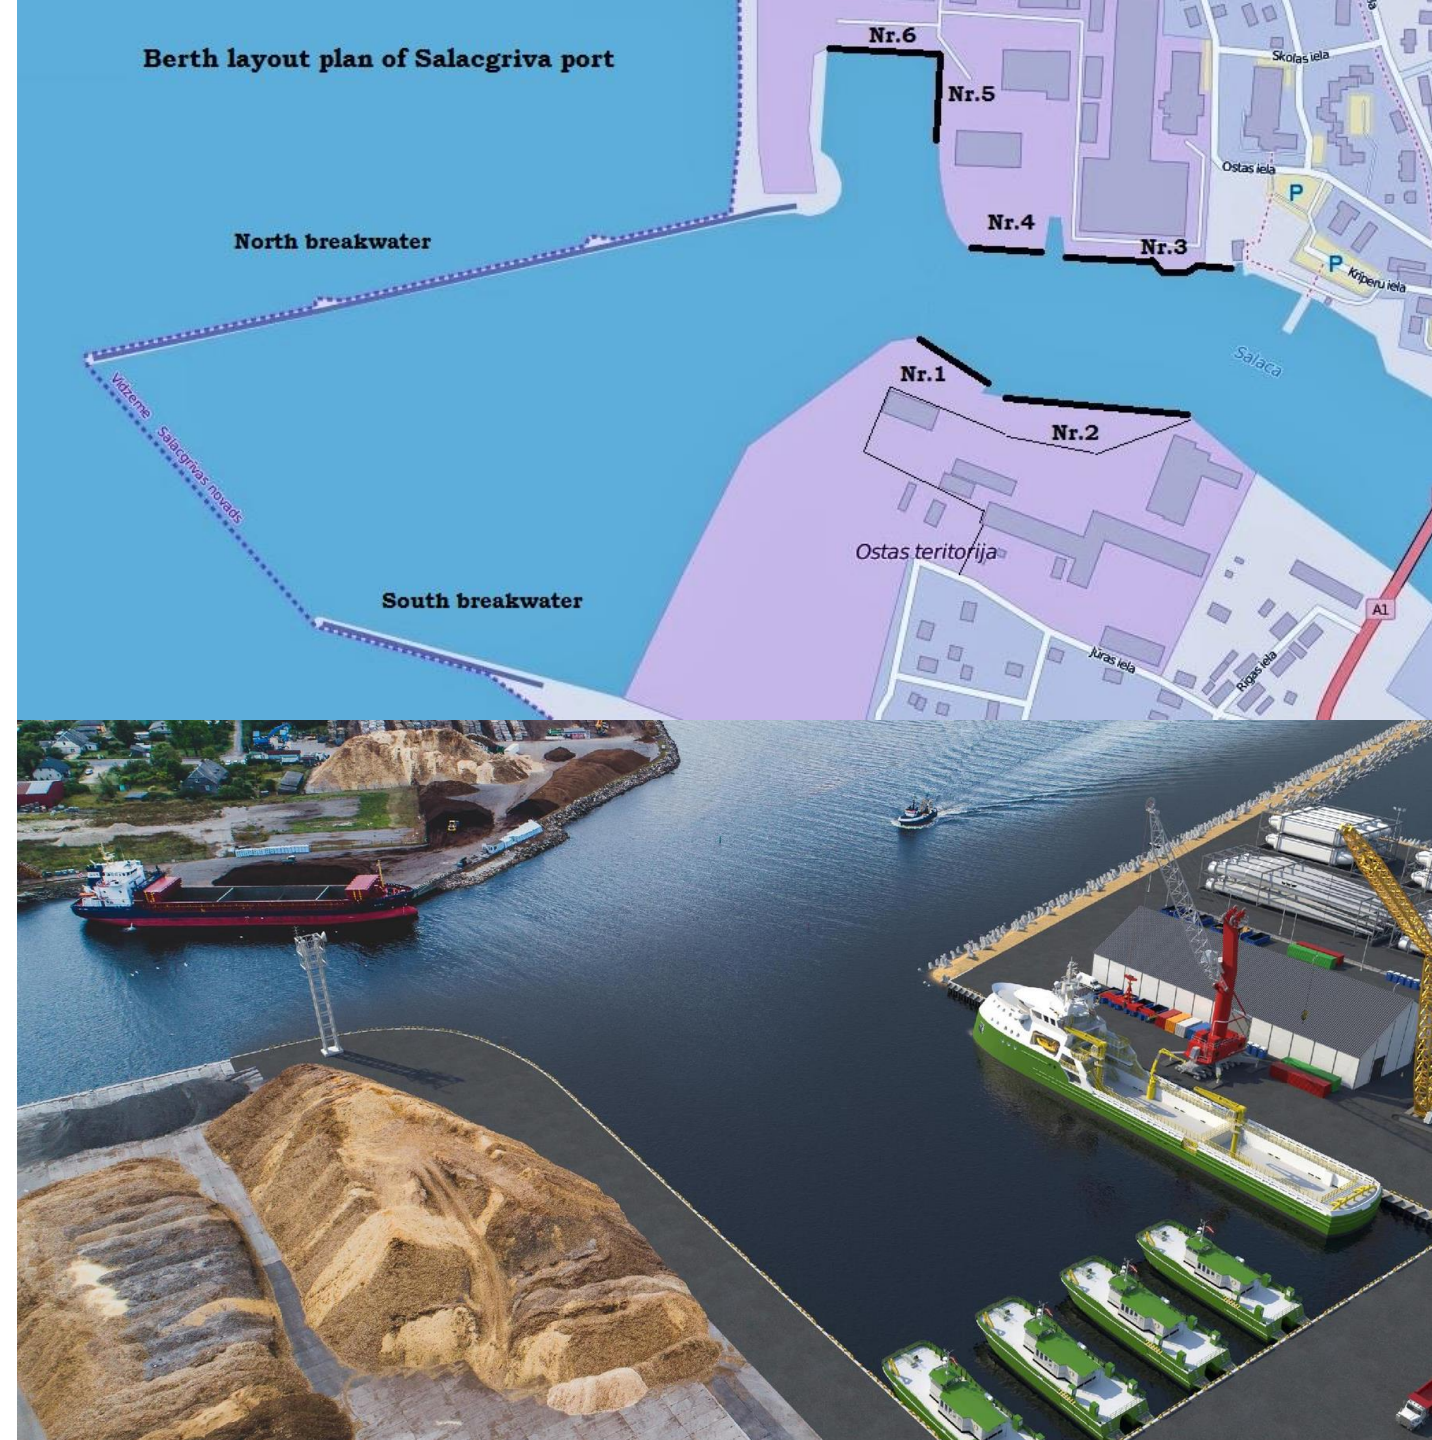 Berth layout plan of Salacgriva port
Nr.6
Nr.5
Skolas iela
Ostas iela
P
Nr.4
Nr.3
North breakwater
P
Krīperu iela
Salaca
Nr.1
Nr.2
Vidzeme
Salacgrīvas novads
Ostas teritorija
South breakwater
A1
Jūras iela
Rīgas iela